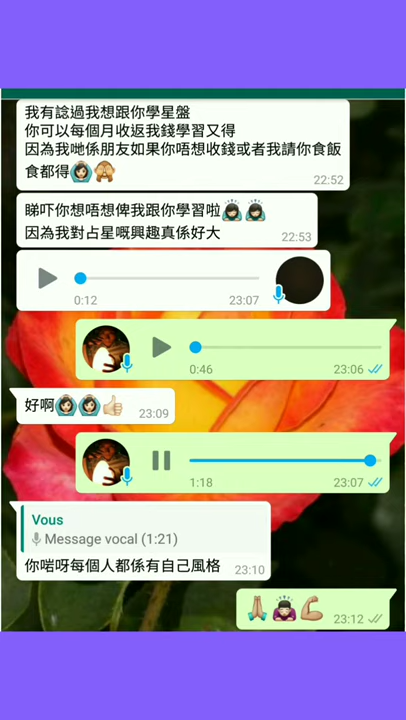 我有諗過我想跟你學星盤
你可以每個月收返我錢學習又得
因為我哋係朋友如果你唔想收錢或者我請你食飯
食都得🙆🏻🙈
22:52
睇吓你想唔想俾我跟你學習啦🙇🏻‍♀️🙇🏻‍♀️
因為我對占星嘅興趣真係好大
22:53
0:12
23:07
0:46
23:06
好啊🙆🏻🙆🏻👍🏻
23:09
1:18
23:07
Vous
Message vocal (1:21)
你啱呀每個人都係有自己風格
23:10
🙏🏼🙇🏻💪🏼
23:12